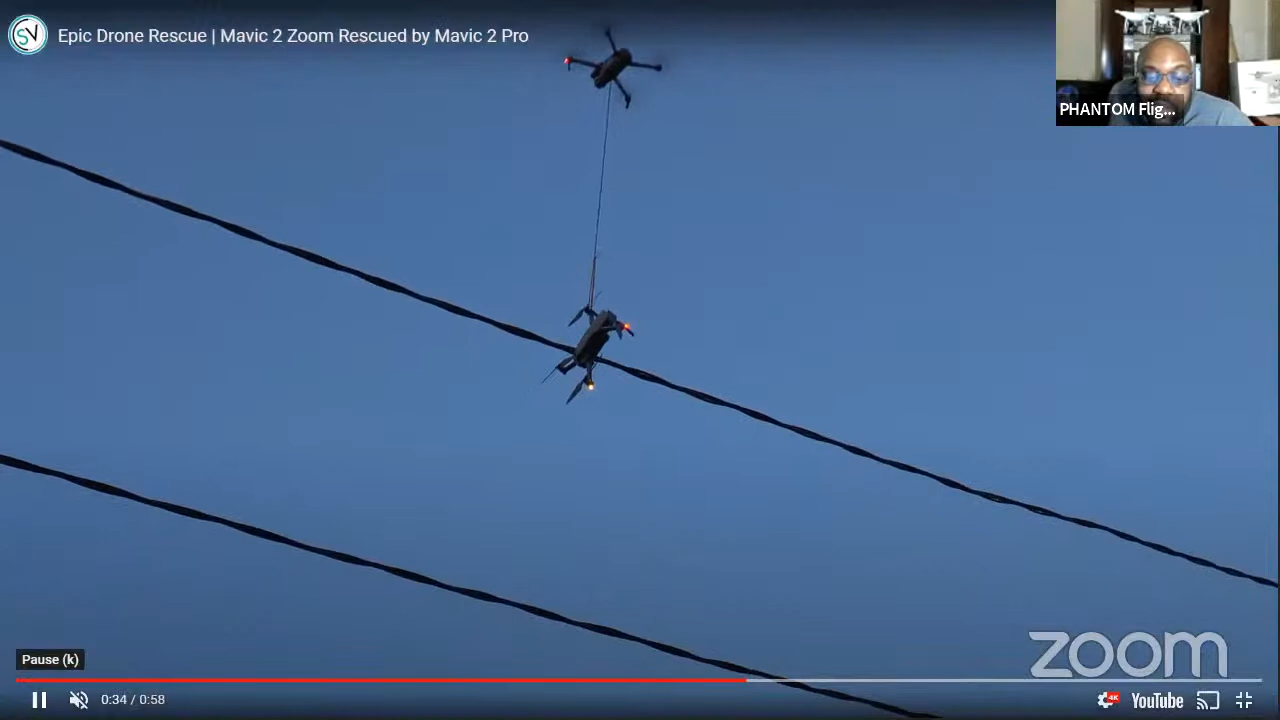 SV
Epic Drone Rescue | Mavic 2 Zoom Rescued by Mavic 2 Pro
PHANTOM Flig...
zoom
Pause (k)
0:34 / 0:58
4K
YouTube